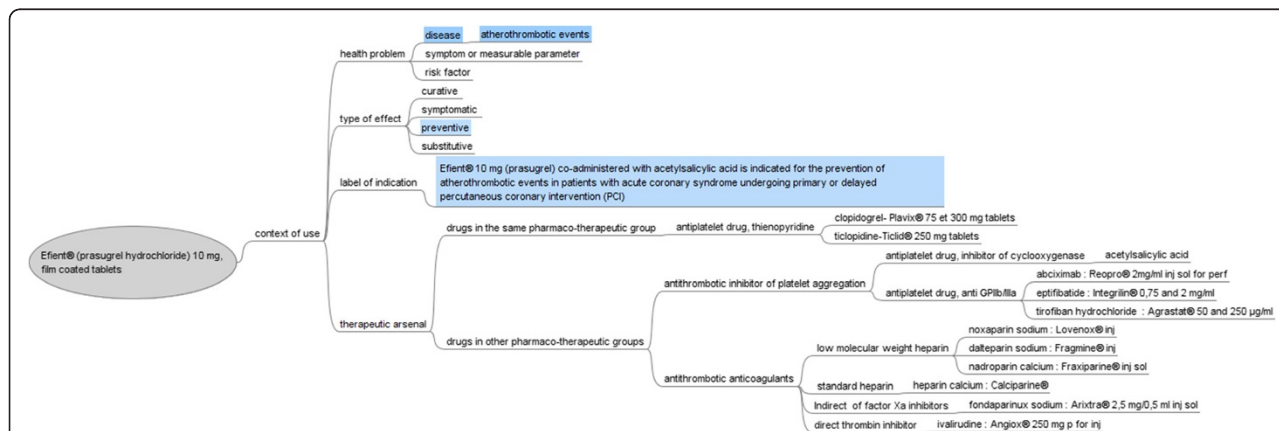 Efient® (prasugrel hydrochloride) 10 mg,
film coated tablets
context of use
health problem
disease
atherothrombotic events
symptom or measurable parameter
risk factor
type of effect
curative
symptomatic
preventive
substitutive
label of indication
Efient® 10 mg (prasugrel) co-administered with acetylsalicylic acid is indicated for the prevention of
atherothrombotic events in patients with acute coronary syndrome undergoing primary or delayed
percutaneous coronary intervention (PCI)
therapeutic arsenal
drugs in the same pharmaco-therapeutic group
antiplatelet drug, thienopyridine
clopidogrel- Plavix® 75 et 300 mg tablets
ticlopidine-Ticlid® 250 mg tablets
drugs in other pharmaco-therapeutic groups
antithrombotic inhibitor of platelet aggregation
antiplatelet drug, inhibitor of cyclooxygenase
acetylsalicylic acid
antiplatelet drug, anti GPIIb/IIIa
abciximab : Reopro® 2mg/ml inj sol for perf
eptifibatide : Integrilin® 0,75 and 2 mg/ml
tirofiban hydrochloride : Agrastat® 50 and 250 µg/ml
antithrombotic anticoagulants
low molecular weight heparin
noxaparin sodium : Lovenox® inj
dalteparin sodium : Fragmine® inj
nadroparin calcium : Fraxiparine® inj sol
standard heparin
heparin calcium : Calciparine®
Indirect of factor Xa inhibitors
fondaparinux sodium : Arixtra® 2,5 mg/0,5 ml inj sol
direct thrombin inhibitor
ivalirudine : Angiox® 250 mg p for inj